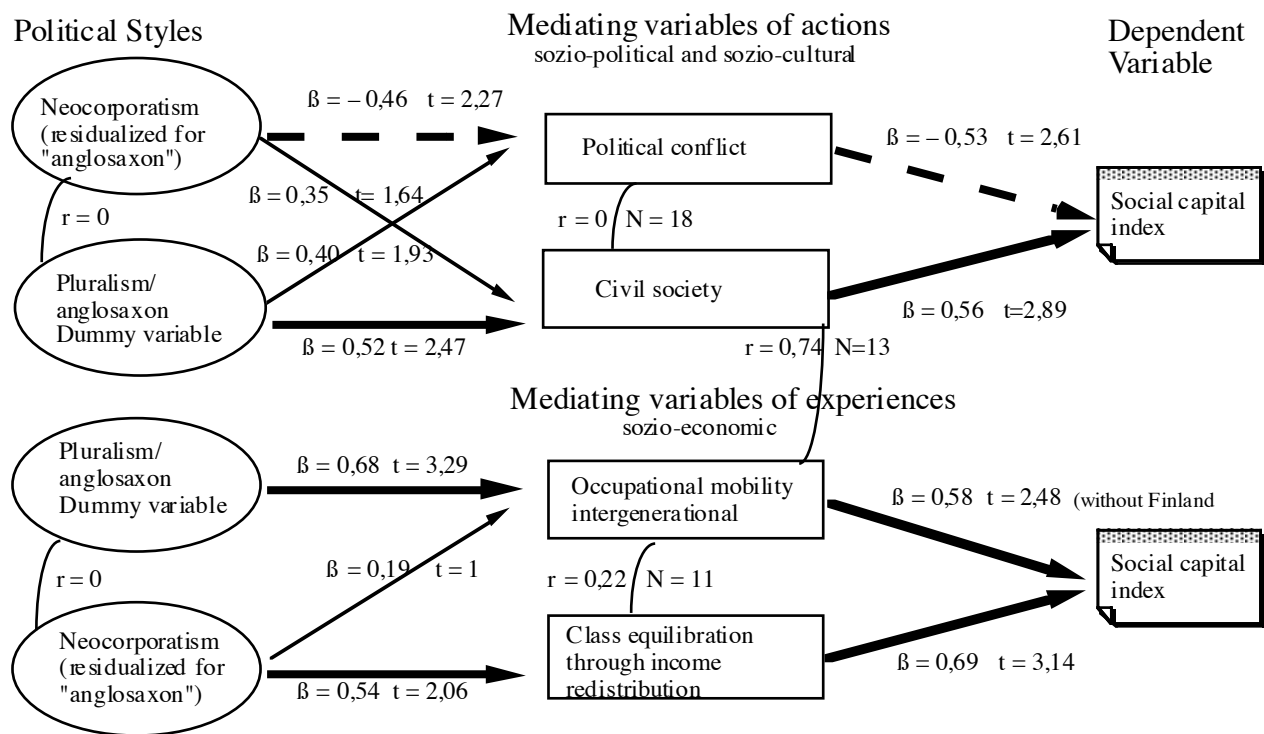 Political Styles
Mediating variables of actions
sozio-political and sozio-cultural
Dependent
Variable
Neocorporatism
(residualized for
"anglosaxon")
ß = – 0,46 t = 2,27
Political conflict
ß = – 0,53 t = 2,61
Social capital
index
r = 0
ß = 0,35 t= 1,64
r = 0 N = 18
ß = 0,40 t = 1,93
Pluralism/
anglosaxon
Dummy variable
Civil society
ß = 0,56 t=2,89
ß = 0,52 t = 2,47
r = 0,74 N=13
Mediating variables of experiences
sozio-economic
Pluralism/
anglosaxon
Dummy variable
ß = 0,68 t = 3,29
Occupational mobility
intergenerational
ß = 0,58 t = 2,48 (without Finland
Social capital
index
r = 0
ß = 0,19 t = 1
r = 0,22 N = 11
Neocorporatism
(residualized for
"anglosaxon")
ß = 0,54 t = 2,06
Class equilibration
through income
redistribution
ß = 0,69 t = 3,14